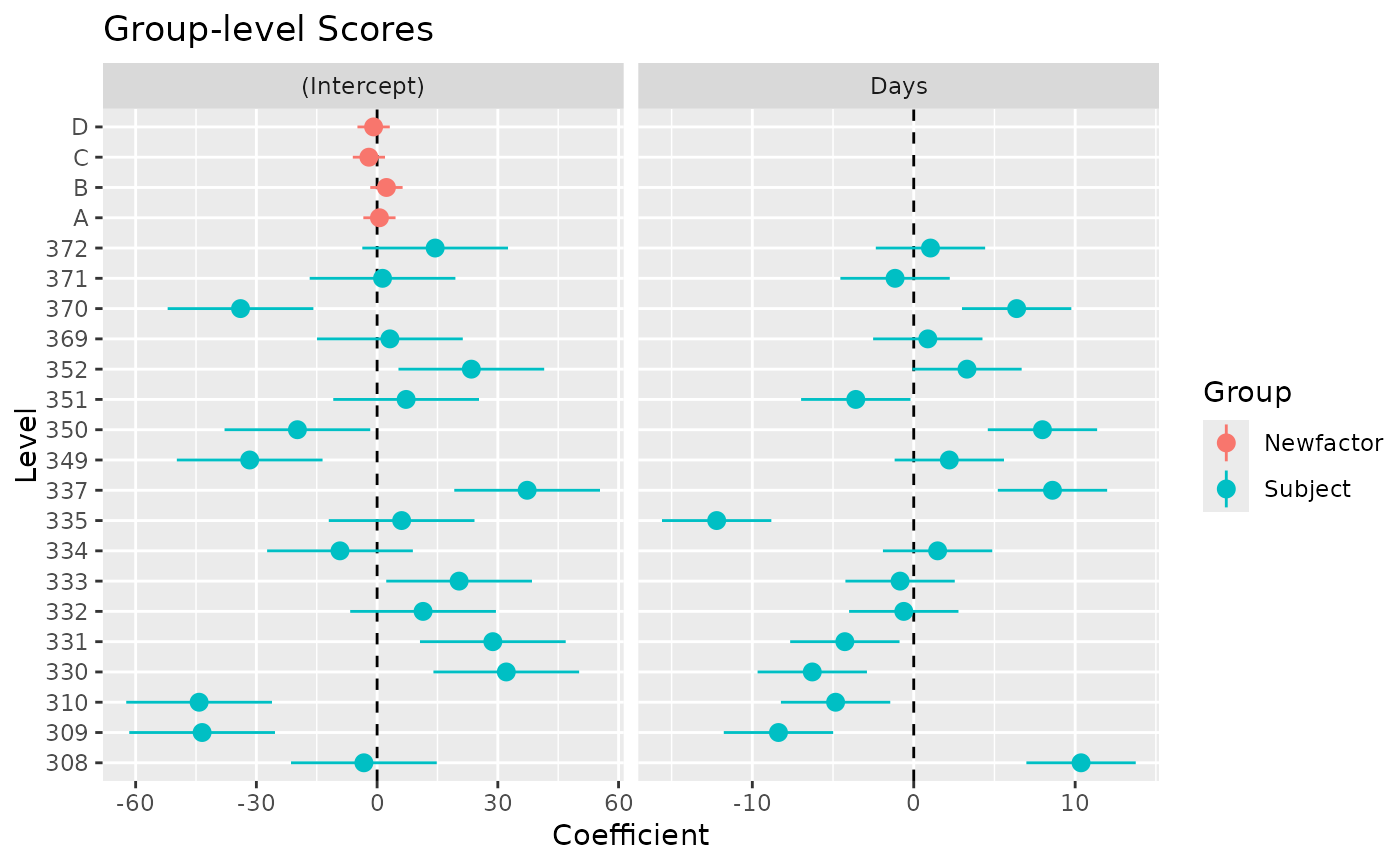 Group-level Scores
(Intercept) Days
D
C
B
A
372
371
370
369
352
351
350
349
337
335
334
333
332
331
330
310
309
308
Level
-60 -30 0 30 60 -10 0 10
Coefficient
Group
Newfactor
Subject